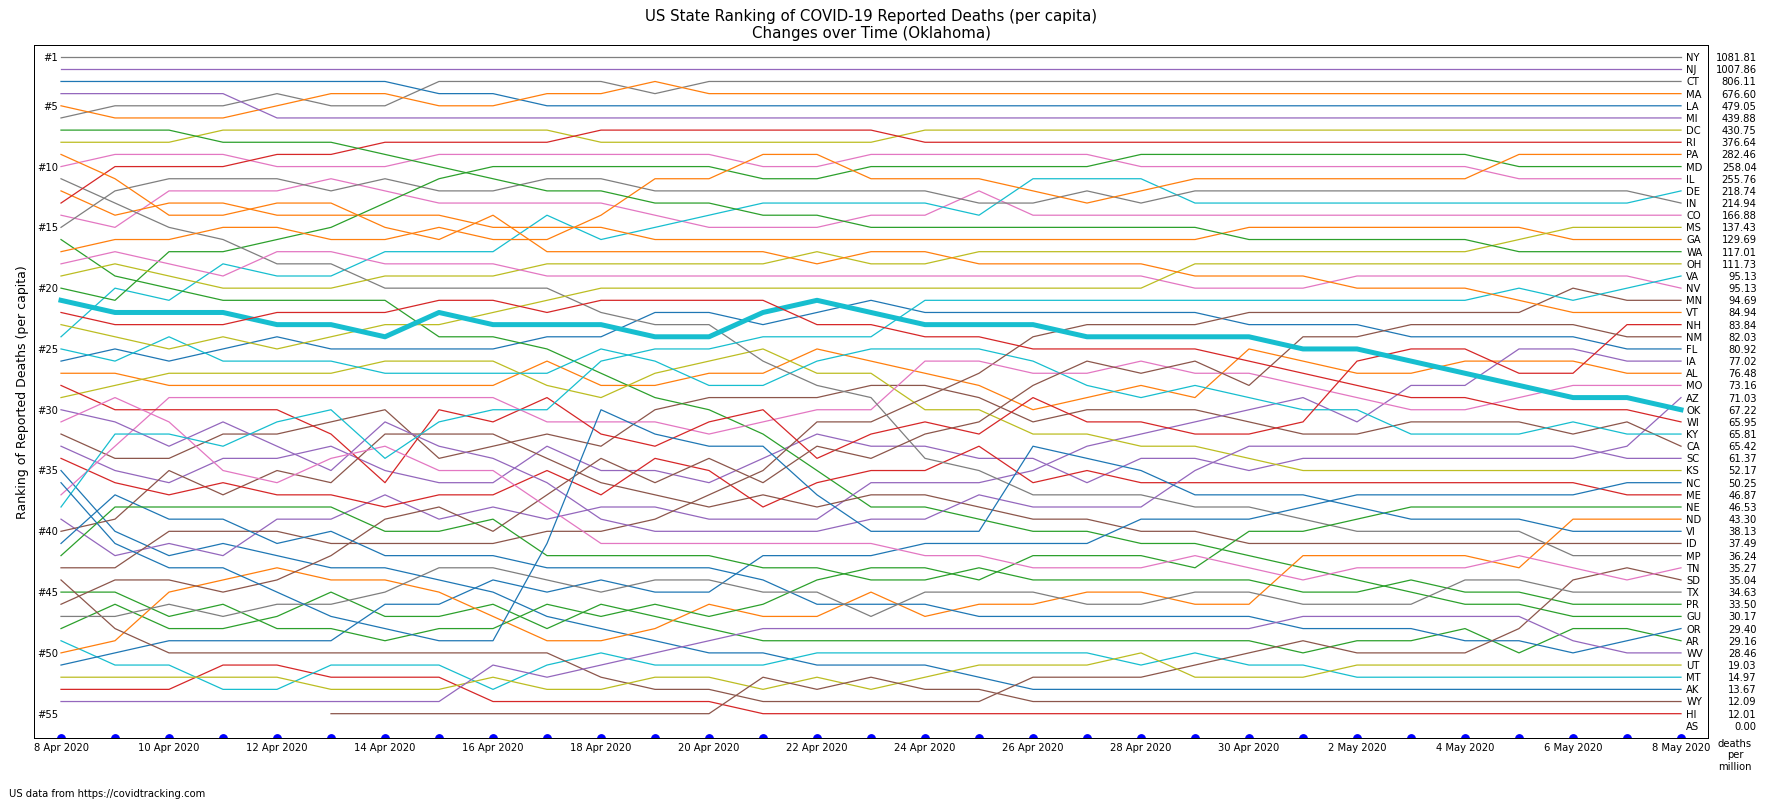 US State Ranking of COVID-19 Reported Deaths (per capita)
Changes over Time (Oklahoma)
Ranking of Reported Deaths (per capita)
#1
#5
#10
#15
#20
#25
#30
#35
#40
#45
#50
#55
NY 1081.81
NJ 1007.86
CT 806.11
MA 676.60
LA 479.05
MI 439.88
DC 430.75
RI 376.64
PA 282.46
MD 258.04
IL 255.76
DE 218.74
IN 214.94
CO 166.88
MS 137.43
GA 129.69
WA 117.01
OH 111.73
VA 95.13
NV 95.13
MN 94.69
VT 84.94
NH 83.84
NM 82.03
FL 80.92
IA 77.02
AL 76.48
MO 73.16
AZ 71.03
OK 67.22
WI 65.95
KY 65.81
CA 65.42
SC 61.37
KS 52.17
NC 50.25
ME 46.87
NE 46.53
ND 43.30
VI 38.13
ID 37.49
MP 36.24
TN 35.27
SD 35.04
TX 34.63
PR 33.50
GU 30.17
OR 29.40
AR 29.16
WV 28.46
UT 19.03
MT 14.97
AK 13.67
WY 12.09
HI 12.01
AS 0.00
8 Apr 2020 10 Apr 2020 12 Apr 2020 14 Apr 2020 16 Apr 2020 18 Apr 2020 20 Apr 2020 22 Apr 2020 24 Apr 2020 26 Apr 2020 28 Apr 2020 30 Apr 2020 2 May 2020 4 May 2020 6 May 2020 8 May 2020
deaths
per
million
US data from https://covidtracking.com